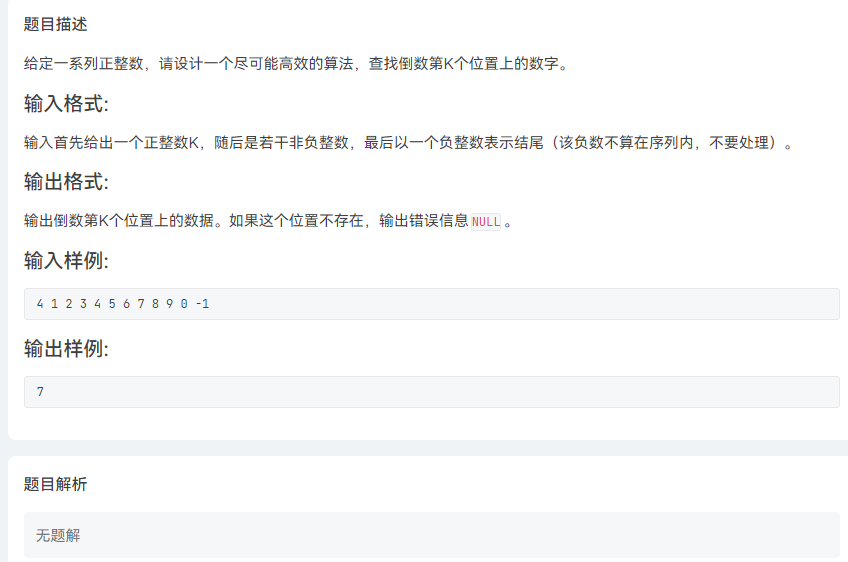 题目描述
给定一系列正整数，请设计一个尽可能高效的算法，查找倒数第K个位置上的数字。
输入格式:
输入首先给出一个正整数K，随后是若干非负整数，最后以一个负整数表示结尾（该负数不算在序列内，不要处理）。
输出格式:
输出倒数第K个位置上的数据。如果这个位置不存在，输出错误信息NULL。
输入样例:
4 1 2 3 4 5 6 7 8 9 0 -1
输出样例:
7
题目解析
无题解